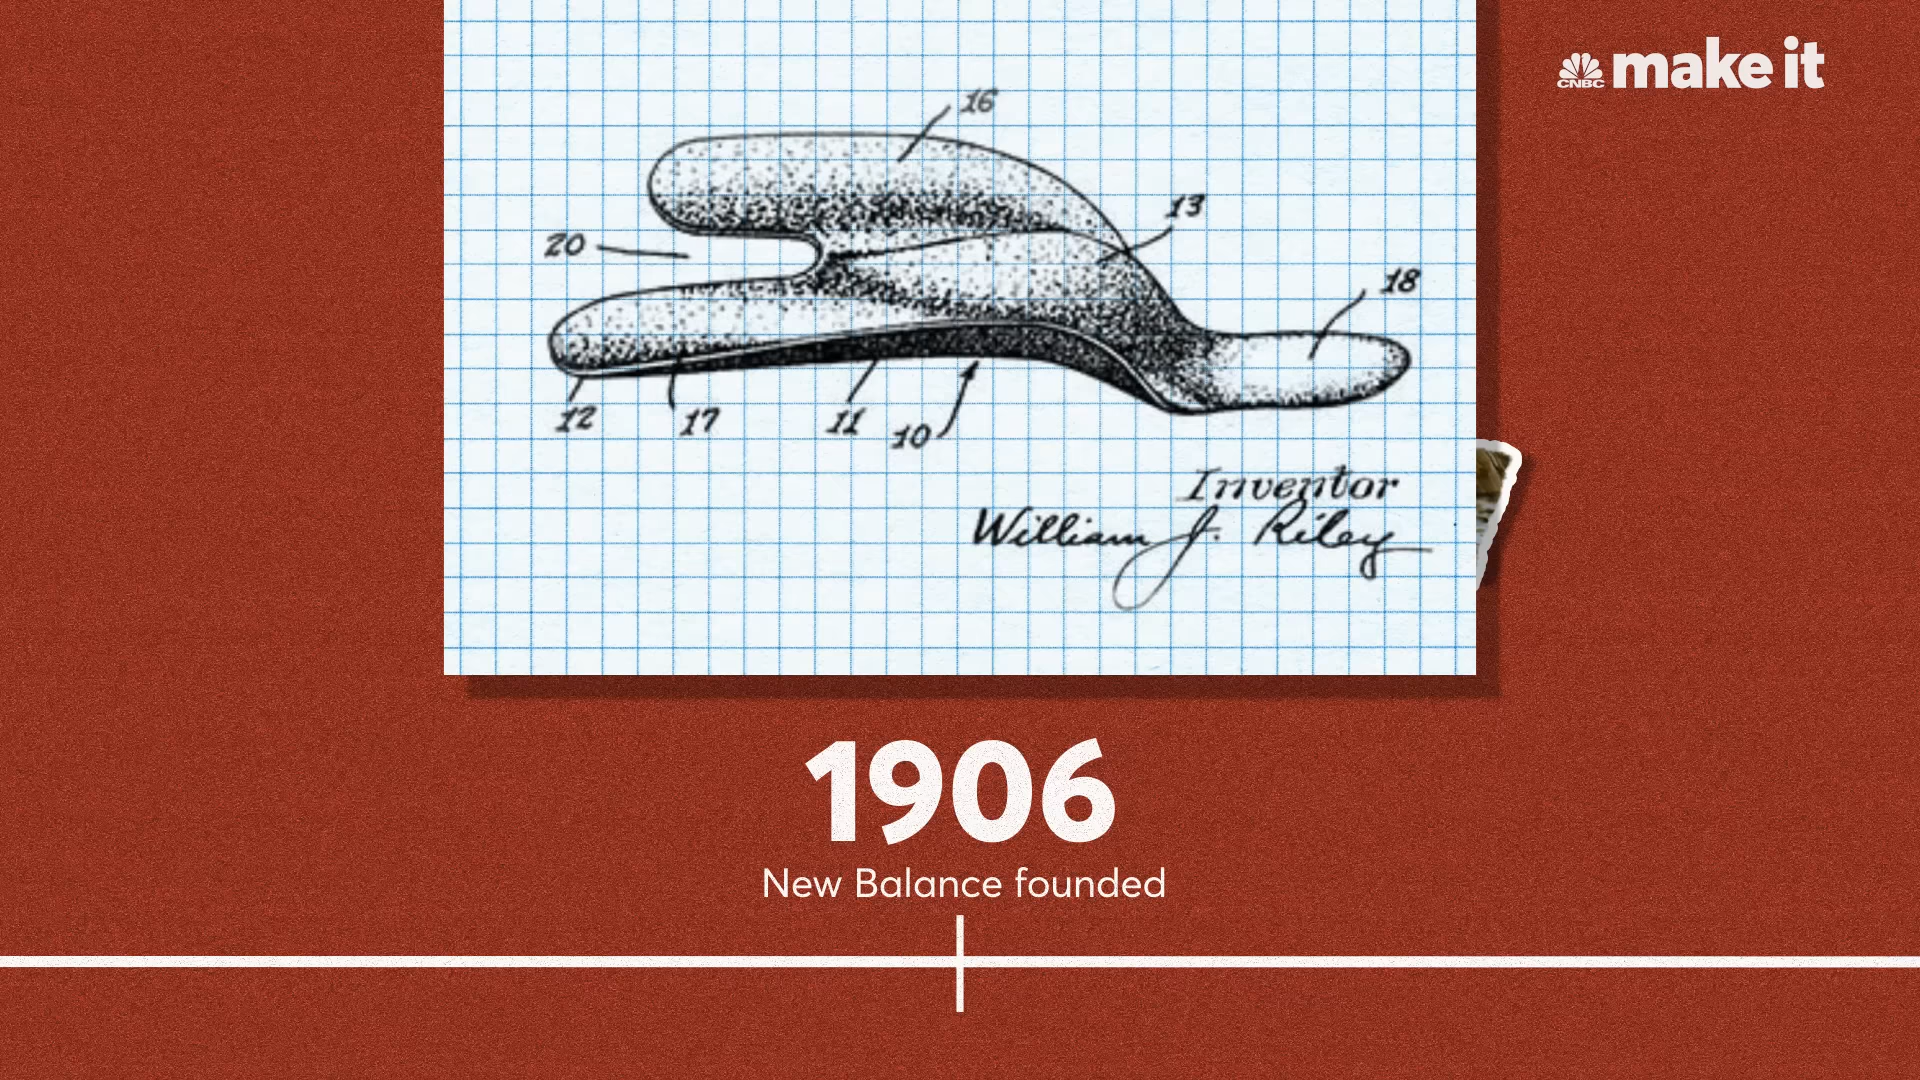 CNBC make it
16
13
20
18
12
17
11
10
Inventor
William J. Riley
1906
New Balance founded